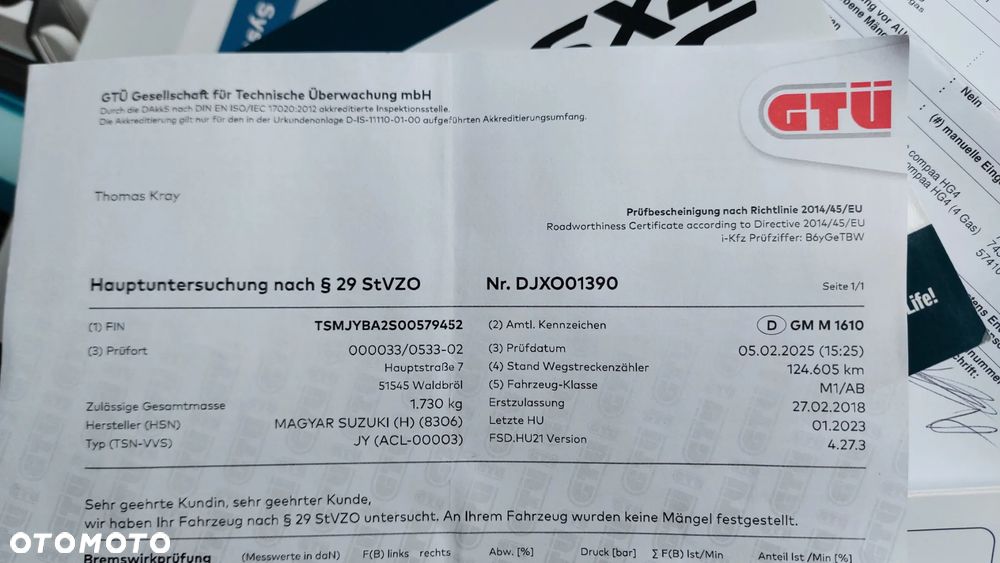 GTÜ Gesellschaft für Technische Überwachung mbH
Durch die DAkkS nach DIN EN ISO/IEC 17020:2012 akkreditierte Inspektionsstelle.
Die Akkreditierung gilt nur für den in der Urkundenanlage D-IS-11110-01-00 aufgeführten Akkreditierungsumfang.
GTÜ
Thomas Kray
Prüfbescheinigung nach Richtlinie 2014/45/EU
Roadworthiness Certificate according to Directive 2014/45/EU
i-Kfz Prüfziffer: B6yGeTBW
Hauptuntersuchung nach § 29 StVZO Nr. DJXO01390 Seite 1/1
(1) FIN TSMJYBA2S00579452 (2) Amtl. Kennzeichen D GM M 1610
(3) Prüfort 000033/0533-02 (3) Prüfdatum 05.02.2025 (15:25)
Hauptstraße 7 (4) Stand Wegstreckenzähler 124.605 km
51545 Waldbröl (5) Fahrzeug-Klasse M1/AB
Zulässige Gesamtmasse 1.730 kg Erstzulassung 27.02.2018
Hersteller (HSN) MAGYAR SUZUKI (H) (8306) Letzte HU 01.2023
Typ (TSN-VVS) JY (ACL-00003) FSD.HU21 Version 4.27.3
Sehr geehrte Kundin, sehr geehrter Kunde,
wir haben Ihr Fahrzeug nach § 29 StVZO untersucht. An Ihrem Fahrzeug wurden keine Mängel festgestellt.
Bremswirkprüfung (Messwerte in daN) F(B) links rechts Abw. [%] Druck [bar] Σ F(B) Ist/Min Anteil Ist /Min [%]
OTOMOTO
Nein
(#) manuelle Eing
compaa HG4
compaa HG4 (4 Gas)
Life!